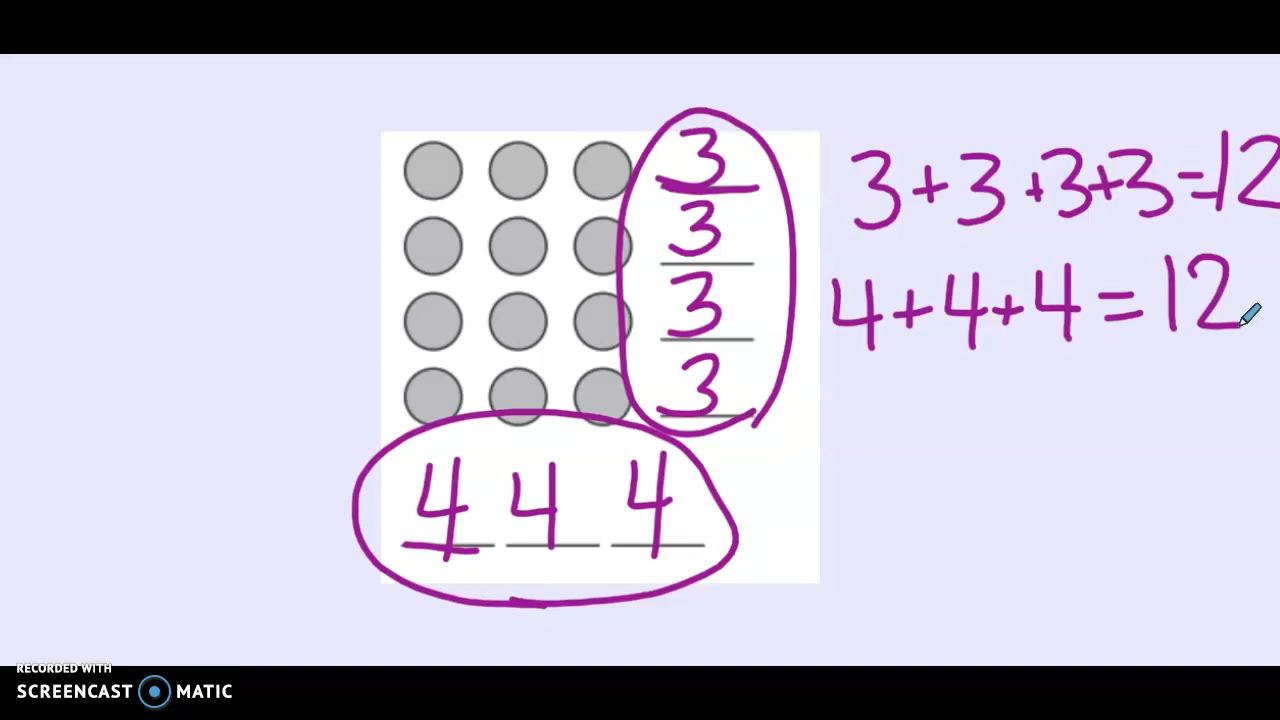 3
3
3
3
4 4 4
3+3+3+3=12
4+4+4=12
RECORDED WITH
SCREENCAST MATIC